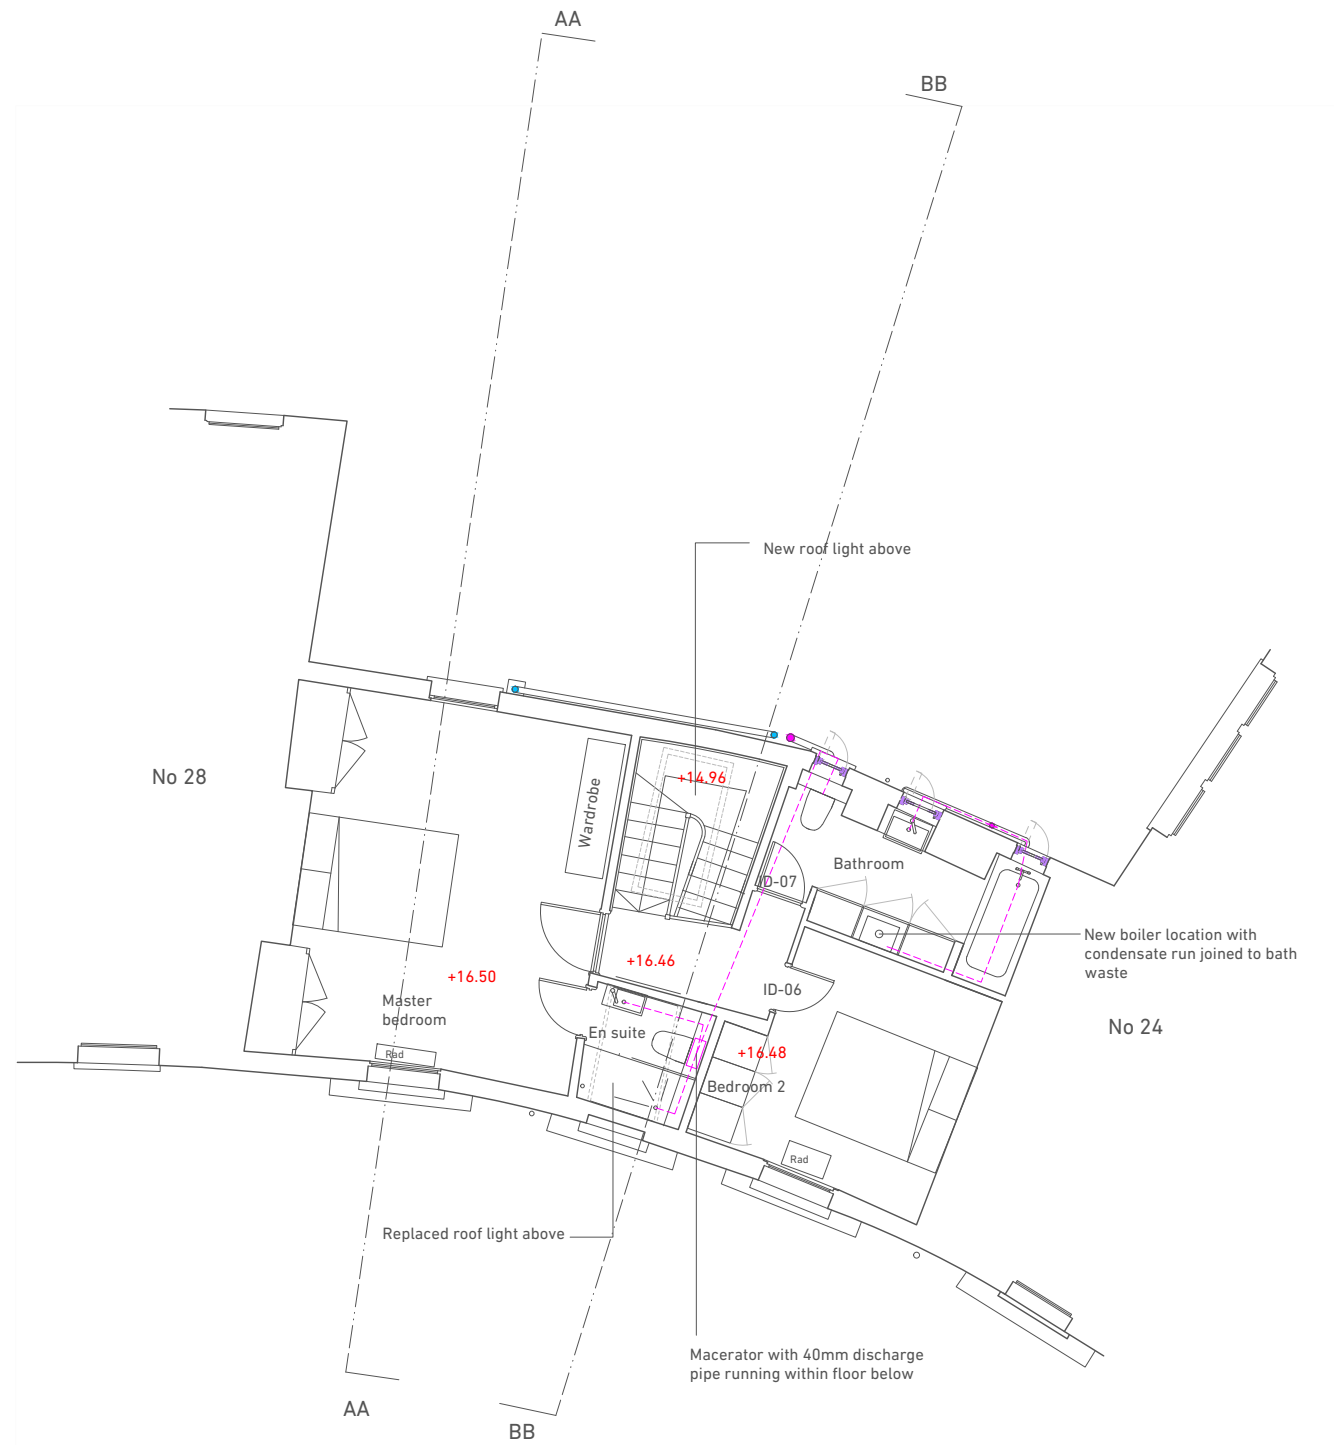 AA
BB
New roof light above
No 28
+14.96
Wardrobe
Bathroom
ID-07
New boiler location with
condensate run joined to bath
waste
+16.46
+16.50
ID-06
Master
bedroom
En suite
No 24
Rad
+16.48
Bedroom 2
Rad
Replaced roof light above
Macerator with 40mm discharge
pipe running within floor below
AA
BB